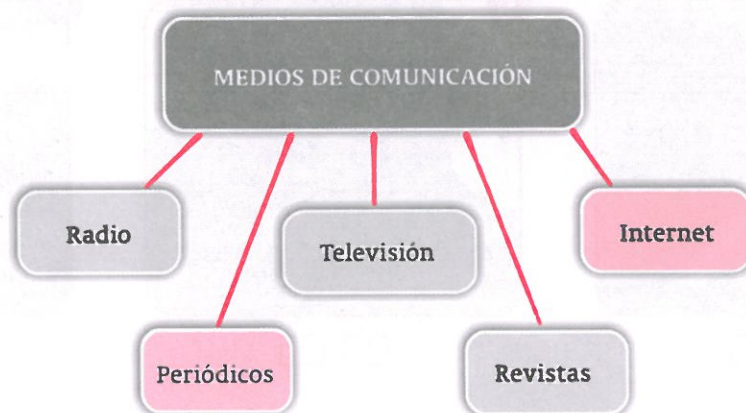 MEDIOS DE COMUNICACIÓN
Radio
Televisión
Internet
Periódicos
Revistas